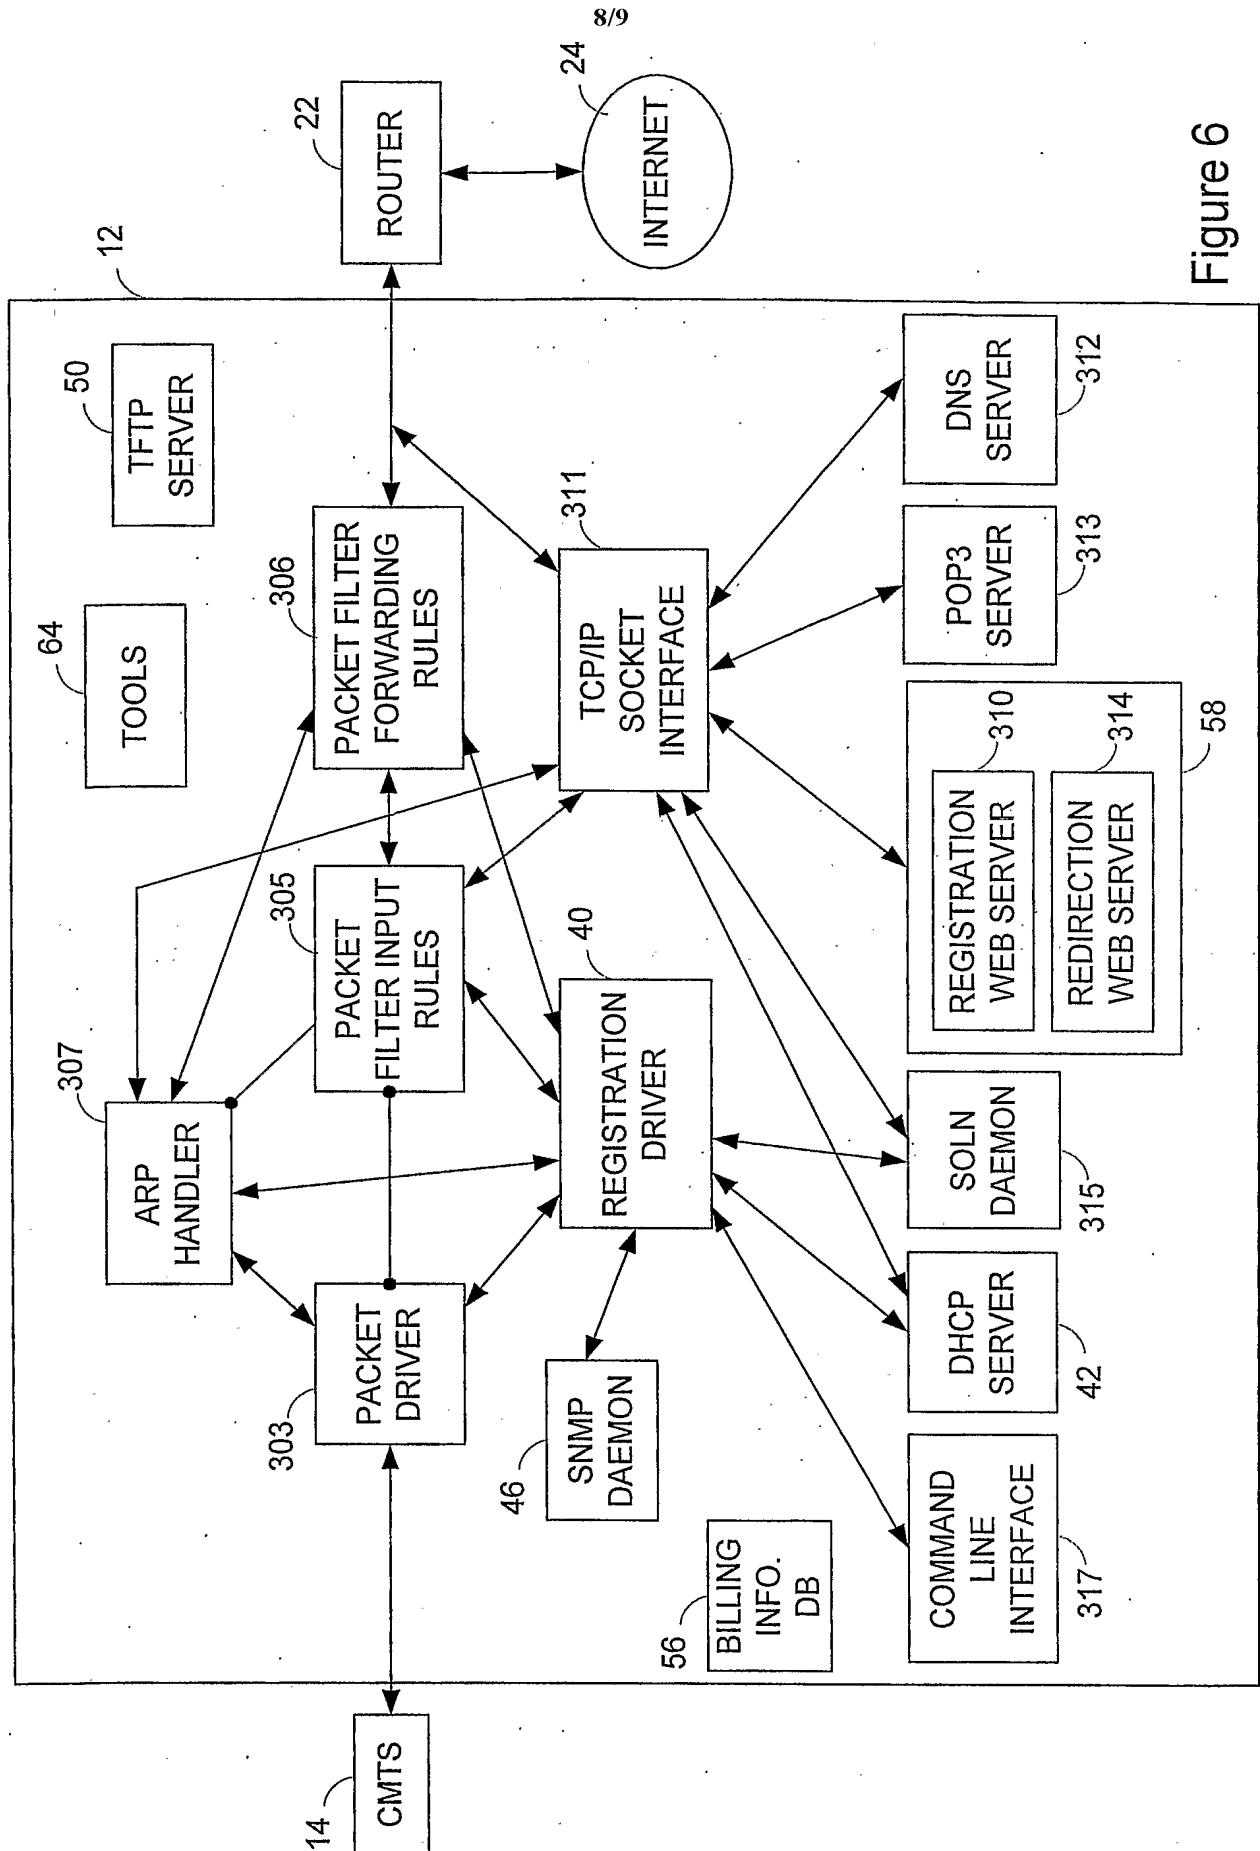 8/9
50
TFTP
SERVER
64
TOOLS
12
307
ARP
HANDLER
14
CMTS
303
PACKET
DRIVER
305
PACKET
FILTER INPUT
RULES
306
PACKET FILTER
FORWARDING
RULES
22
ROUTER
24
INTERNET
46
SNMP
DAEMON
40
REGISTRATION
DRIVER
311
TCP/IP
SOCKET
INTERFACE
56
BILLING
INFO.
DB
COMMAND
LINE
INTERFACE
317
DHCP
SERVER
42
SOLN
DAEMON
315
REGISTRATION
WEB SERVER
310
REDIRECTION
WEB SERVER
314
58
POP3
SERVER
313
DNS
SERVER
312
Figure 6